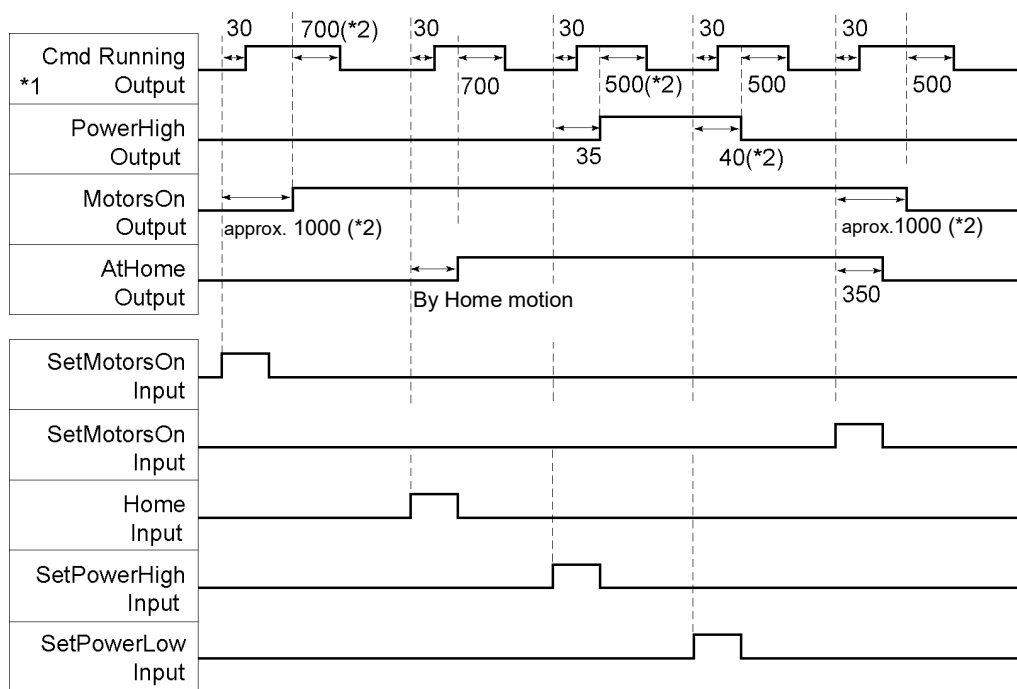 30 700(*2) 30 30 30 30
Cmd Running
*1 Output
700 500(*2) 500 500
PowerHigh
Output
35 40(*2)
MotorsOn
Output
approx. 1000 (*2) aprox.1000 (*2)
AtHome
Output
By Home motion 350
SetMotorsOn
Input
SetMotorsOn
Input
Home
Input
SetPowerHigh
Input
SetPowerLow
Input